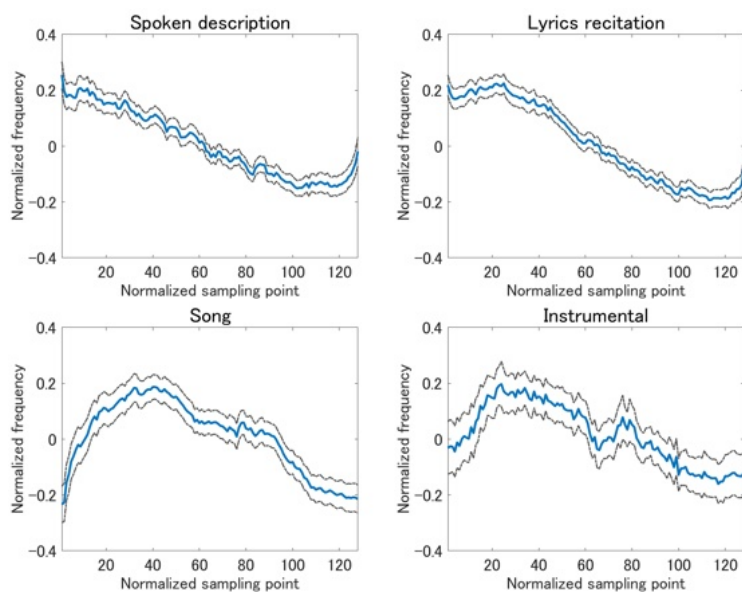 Spoken description
Normalized frequency
0.4
0.2
0
-0.2
-0.4
20 40 60 80 100 120
Normalized sampling point
Lyrics recitation
Normalized frequency
0.4
0.2
0
-0.2
-0.4
20 40 60 80 100 120
Normalized sampling point
Song
Normalized frequency
0.4
0.2
0
-0.2
-0.4
20 40 60 80 100 120
Normalized sampling point
Instrumental
Normalized frequency
0.4
0.2
0
-0.2
-0.4
20 40 60 80 100 120
Normalized sampling point